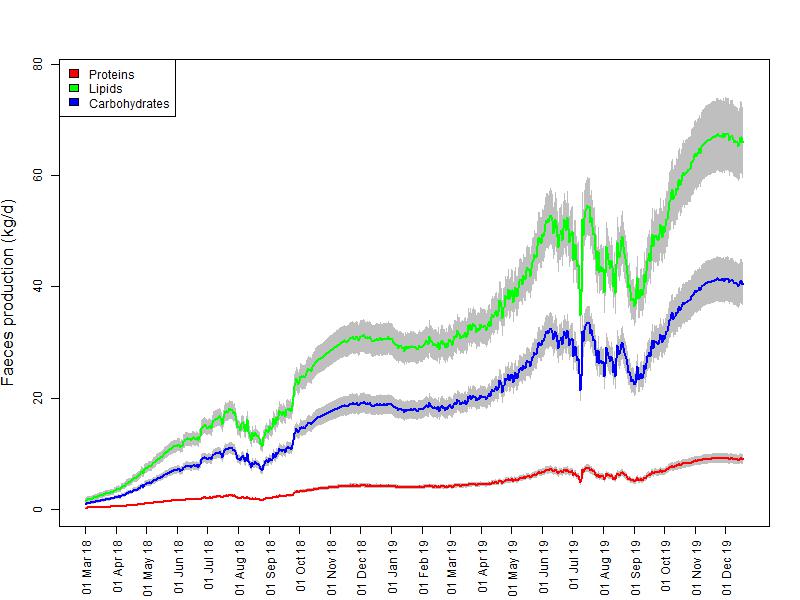 Proteins
Lipids
Carbohydrates
Faeces production (kg/d)
80
60
40
20
0
01 Mar 18
01 Apr 18
01 May 18
01 Jun 18
01 Jul 18
01 Aug 18
01 Sep 18
01 Oct 18
01 Nov 18
01 Dec 18
01 Jan 19
01 Feb 19
01 Mar 19
01 Apr 19
01 May 19
01 Jun 19
01 Jul 19
01 Aug 19
01 Sep 19
01 Oct 19
01 Nov 19
01 Dec 19